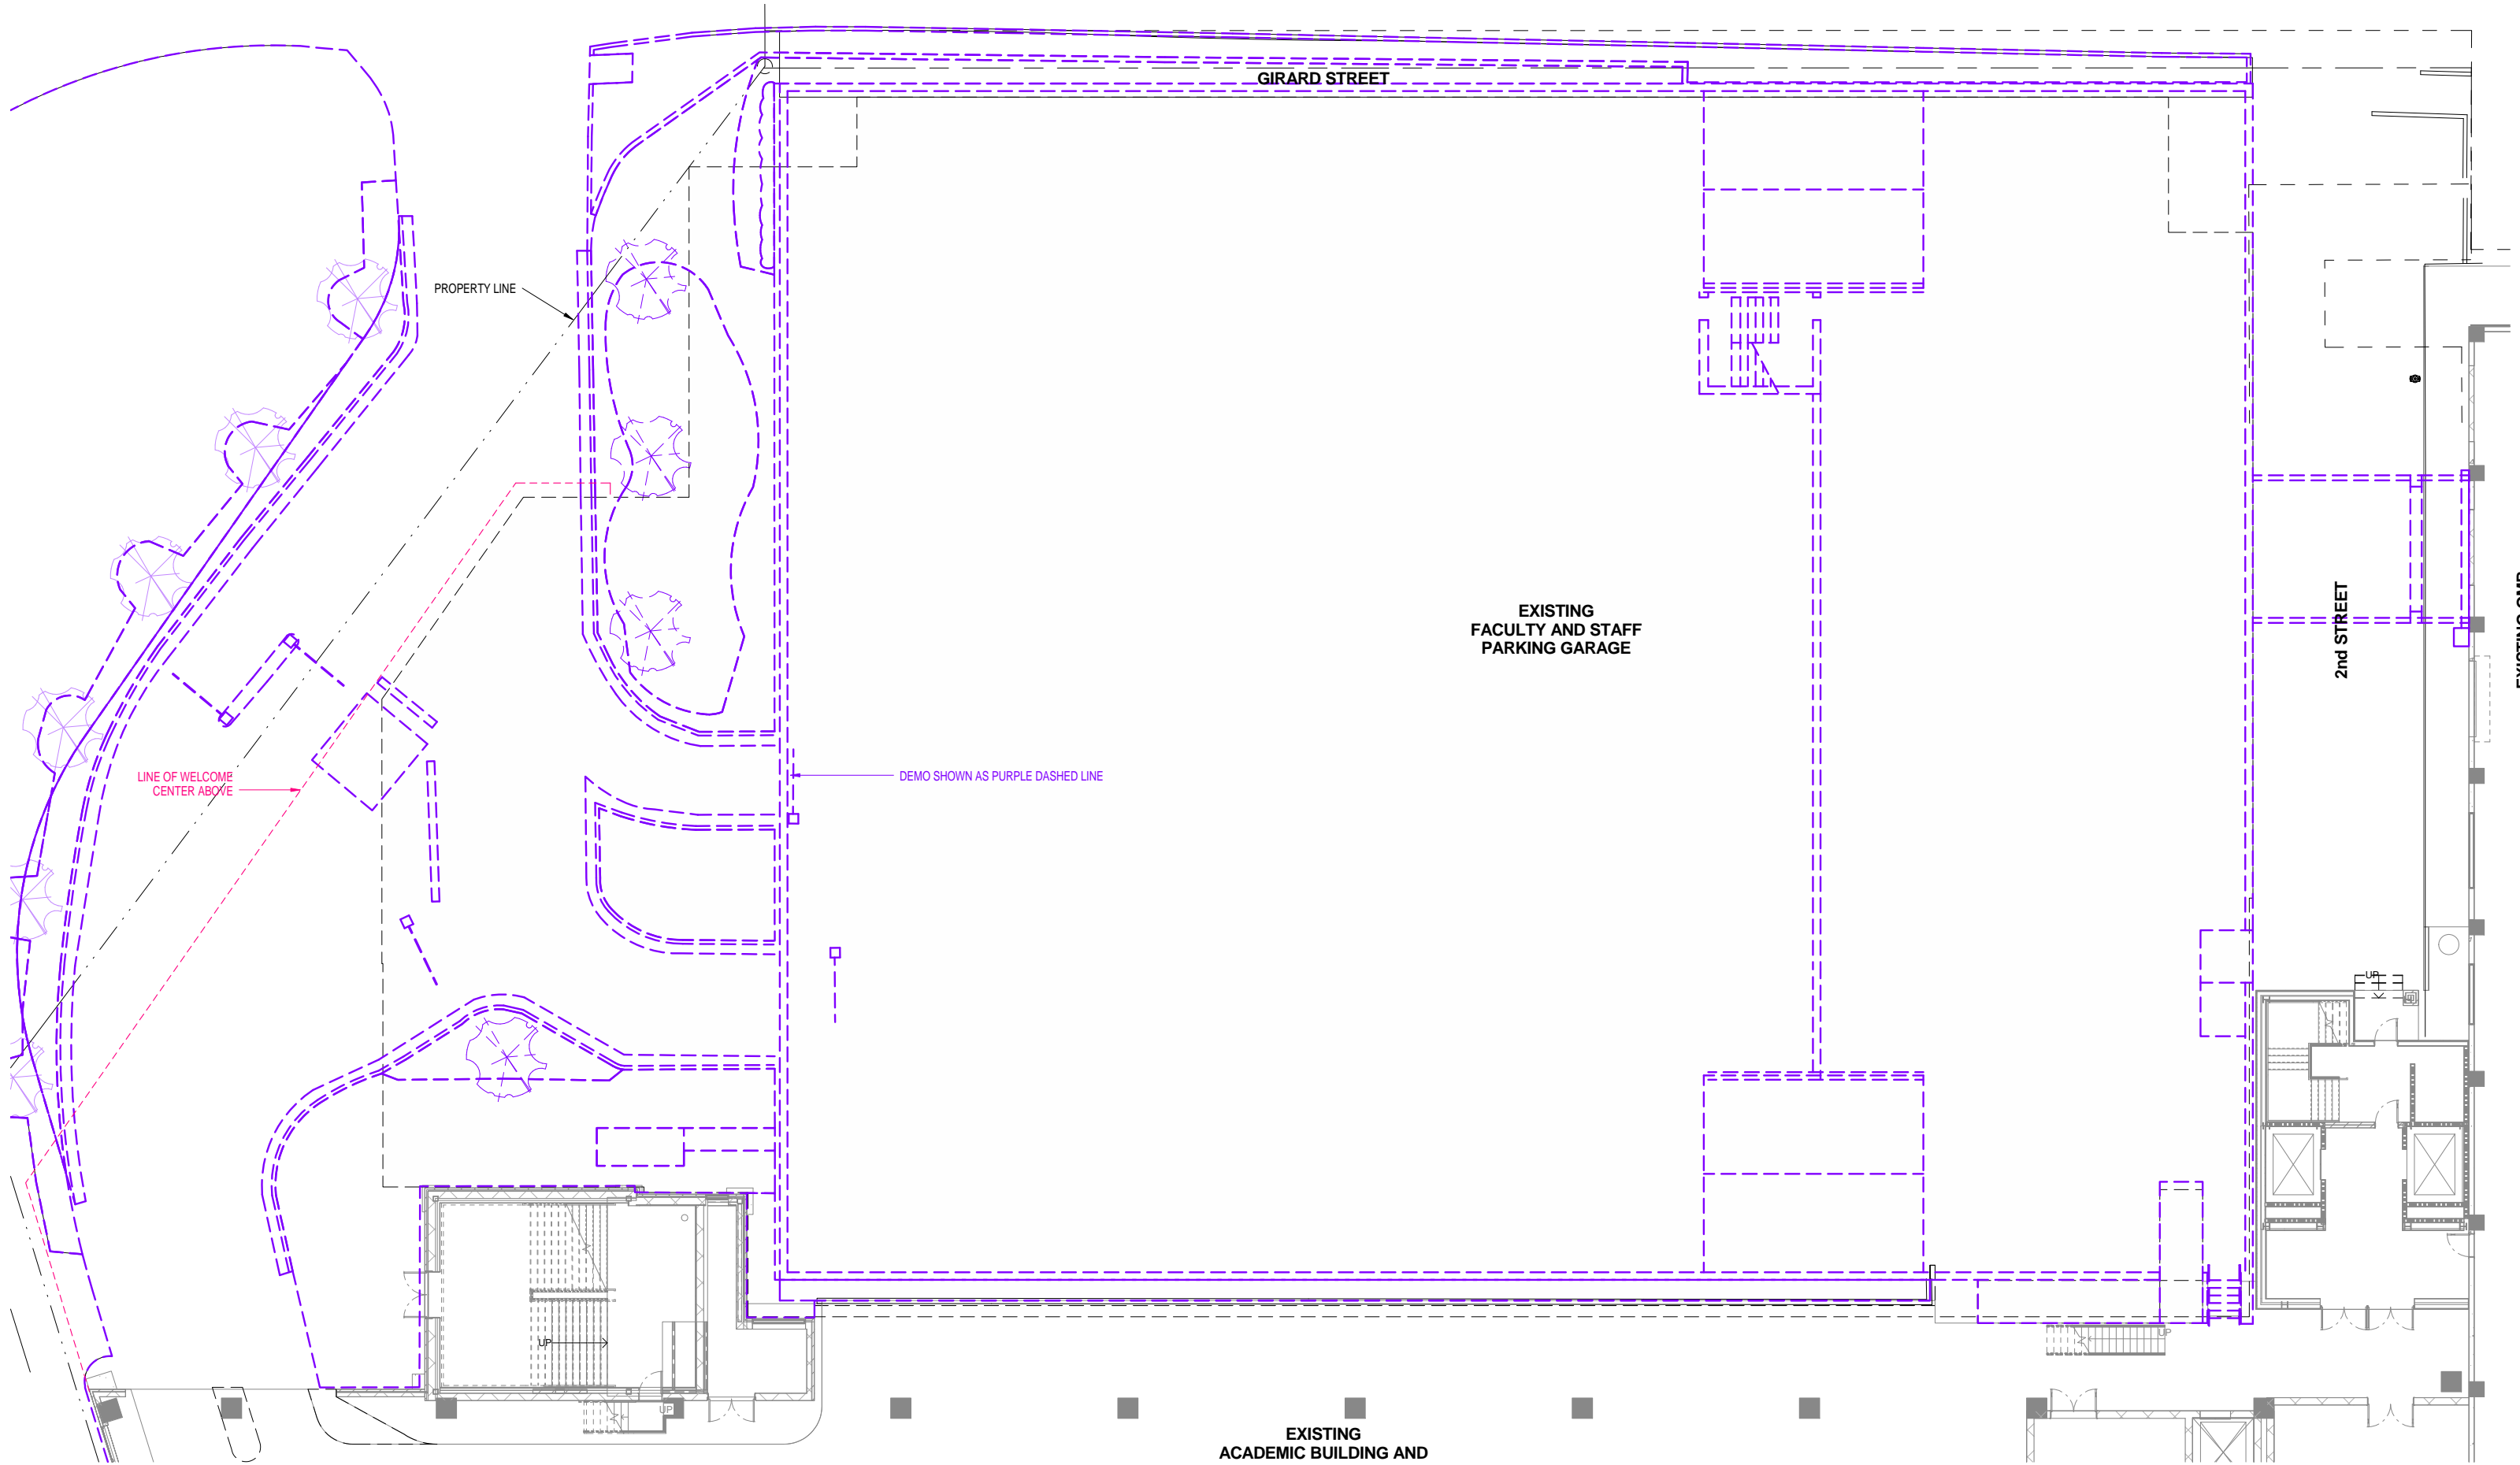 GIRARD STREET
PROPERTY LINE
EXISTING
FACULTY AND STAFF
PARKING GARAGE
2nd STREET
LINE OF WELCOME
CENTER ABOVE
DEMO SHOWN AS PURPLE DASHED LINE
UP
UP
UP
UP
EXISTING
ACADEMIC BUILDING AND